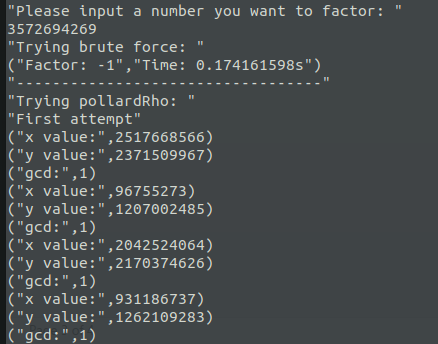 "Please input a number you want to factor: "
3572694269
"Trying brute force: "
("Factor: -1","Time: 0.174161598s")
"----------------------------------"
"Trying pollardRho: "
"First attempt"
("x value:",2517668566)
("y value:",2371509967)
("gcd:",1)
("x value:",96755273)
("y value:",1207002485)
("gcd:",1)
("x value:",2042524064)
("y value:",2170374626)
("gcd:",1)
("x value:",931186737)
("y value:",1262109283)
("gcd:",1)